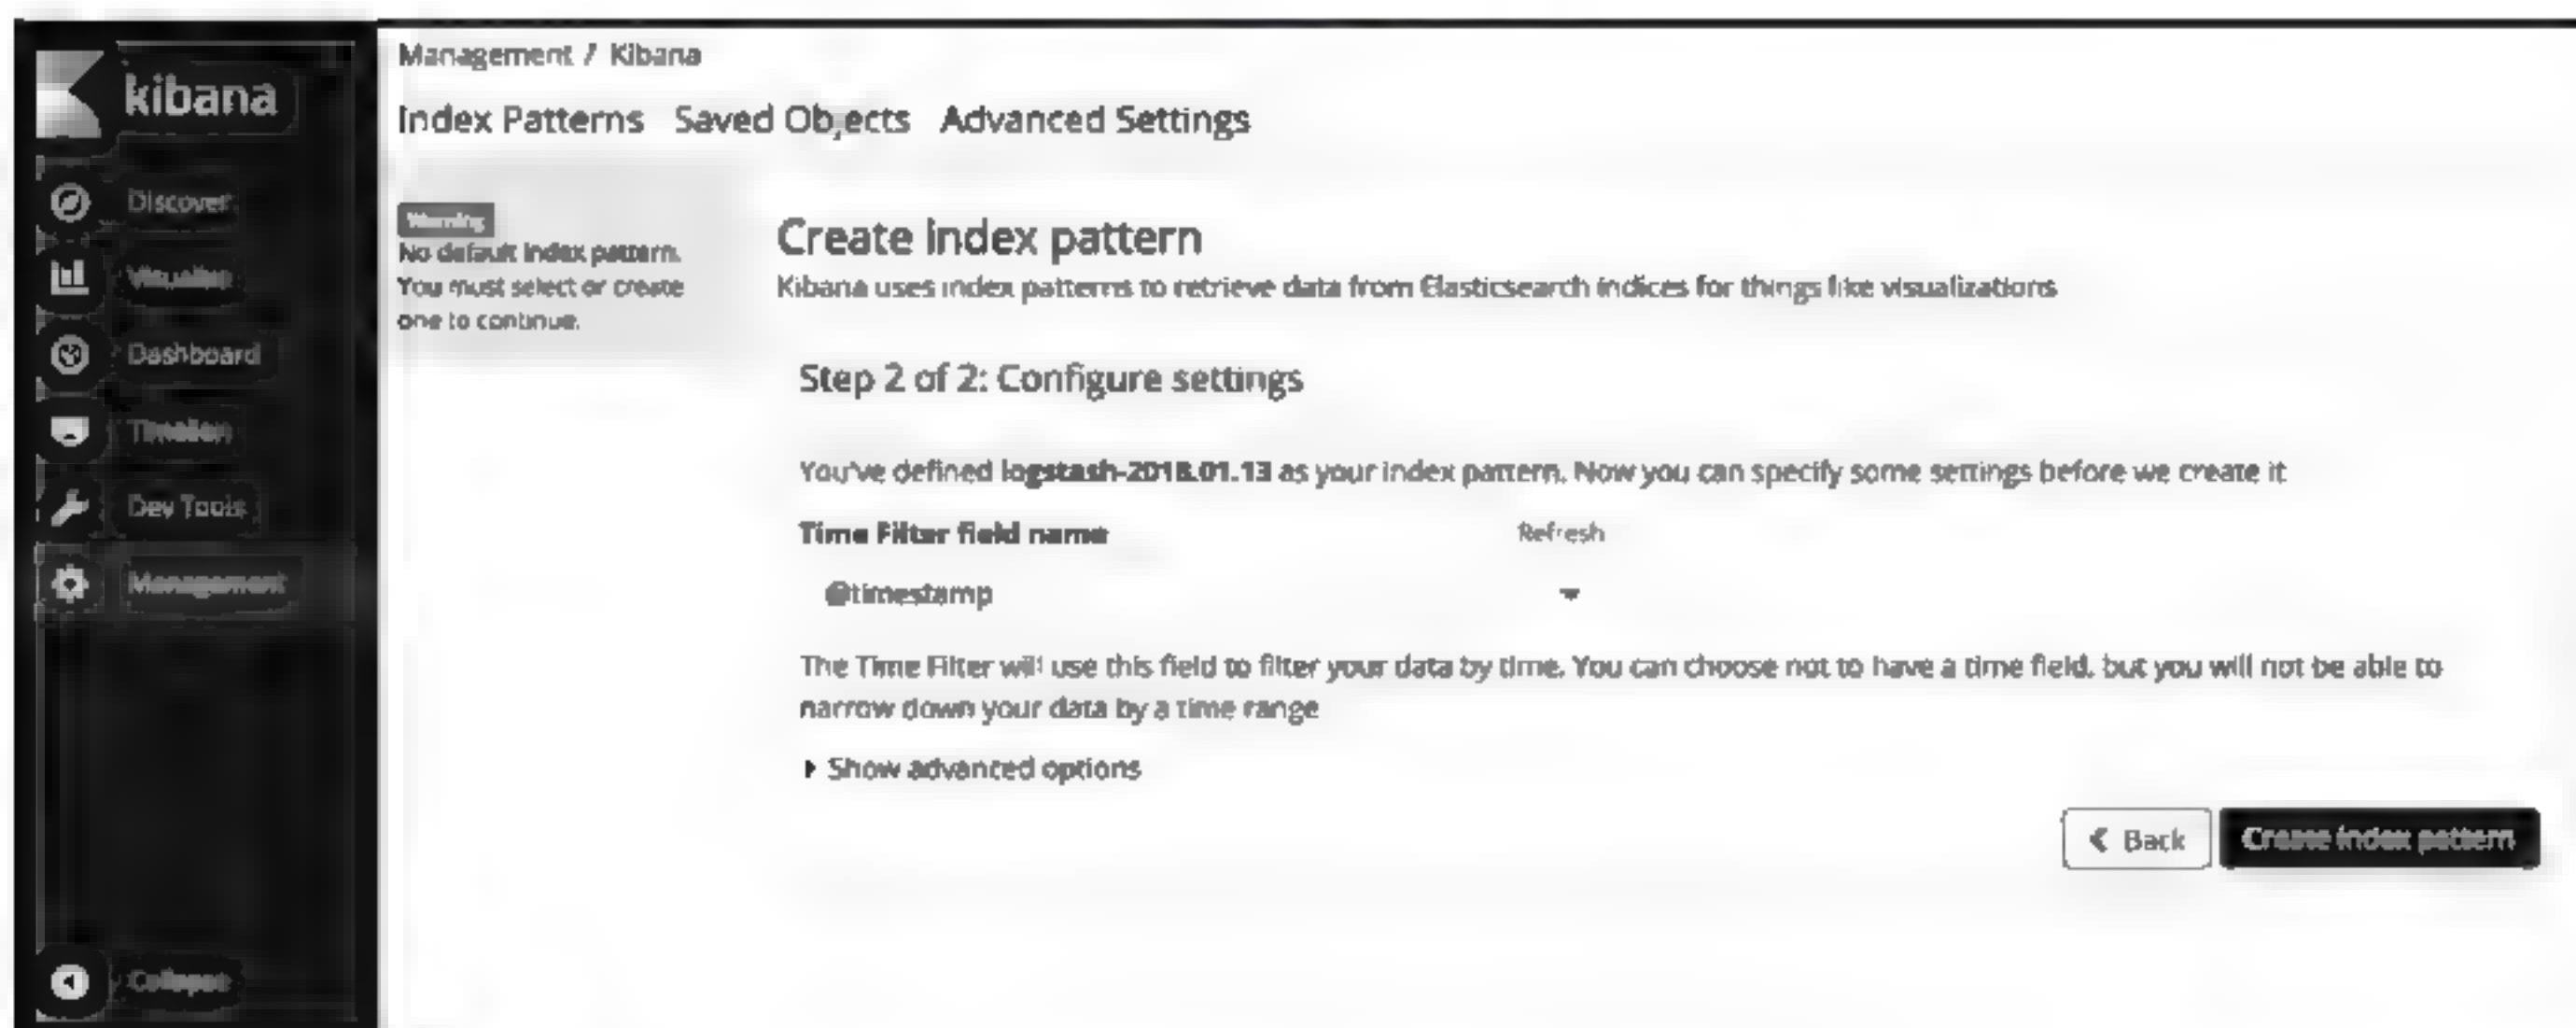 kibana
Discover
Visualize
Dashboard
Timelion
Dev Tools
Management
Collapse
Management / Kibana
Index Patterns Saved Objects Advanced Settings
Warning
No default index pattern.
You must select or create
one to continue.
Create index pattern
Kibana uses index patterns to retrieve data from Elasticsearch indices for things like visualizations
Step 2 of 2: Configure settings
You've defined logstash-2018.01.13 as your index pattern. Now you can specify some settings before we create it
Time Filter field name Refresh
@timestamp
The Time Filter will use this field to filter your data by time. You can choose not to have a time field, but you will not be able to
narrow down your data by a time range
Show advanced options
Back Create index pattern